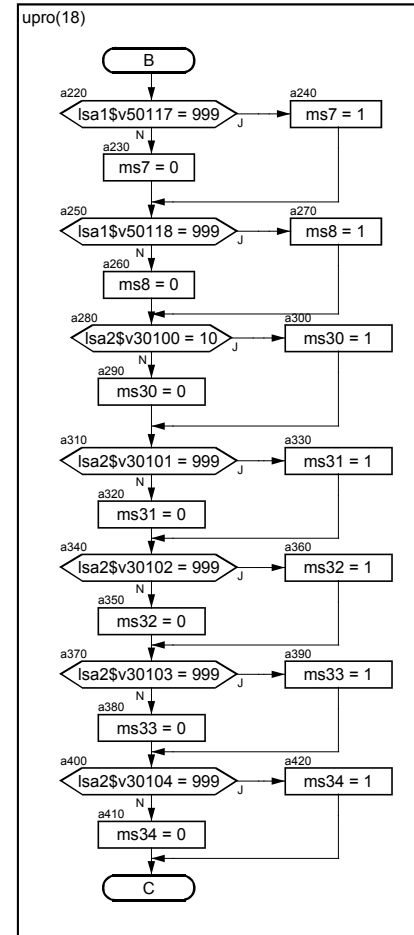 upro(18)
B
a220
lsa1$v50117 = 999
J
N
a240
ms7 = 1
a230
ms7 = 0
a250
lsa1$v50118 = 999
J
N
a270
ms8 = 1
a260
ms8 = 0
a280
lsa2$v30100 = 10
J
N
a300
ms30 = 1
a290
ms30 = 0
a310
lsa2$v30101 = 999
J
N
a330
ms31 = 1
a320
ms31 = 0
a340
lsa2$v30102 = 999
J
N
a360
ms32 = 1
a350
ms32 = 0
a370
lsa2$v30103 = 999
J
N
a390
ms33 = 1
a380
ms33 = 0
a400
lsa2$v30104 = 999
J
N
a420
ms34 = 1
a410
ms34 = 0
C